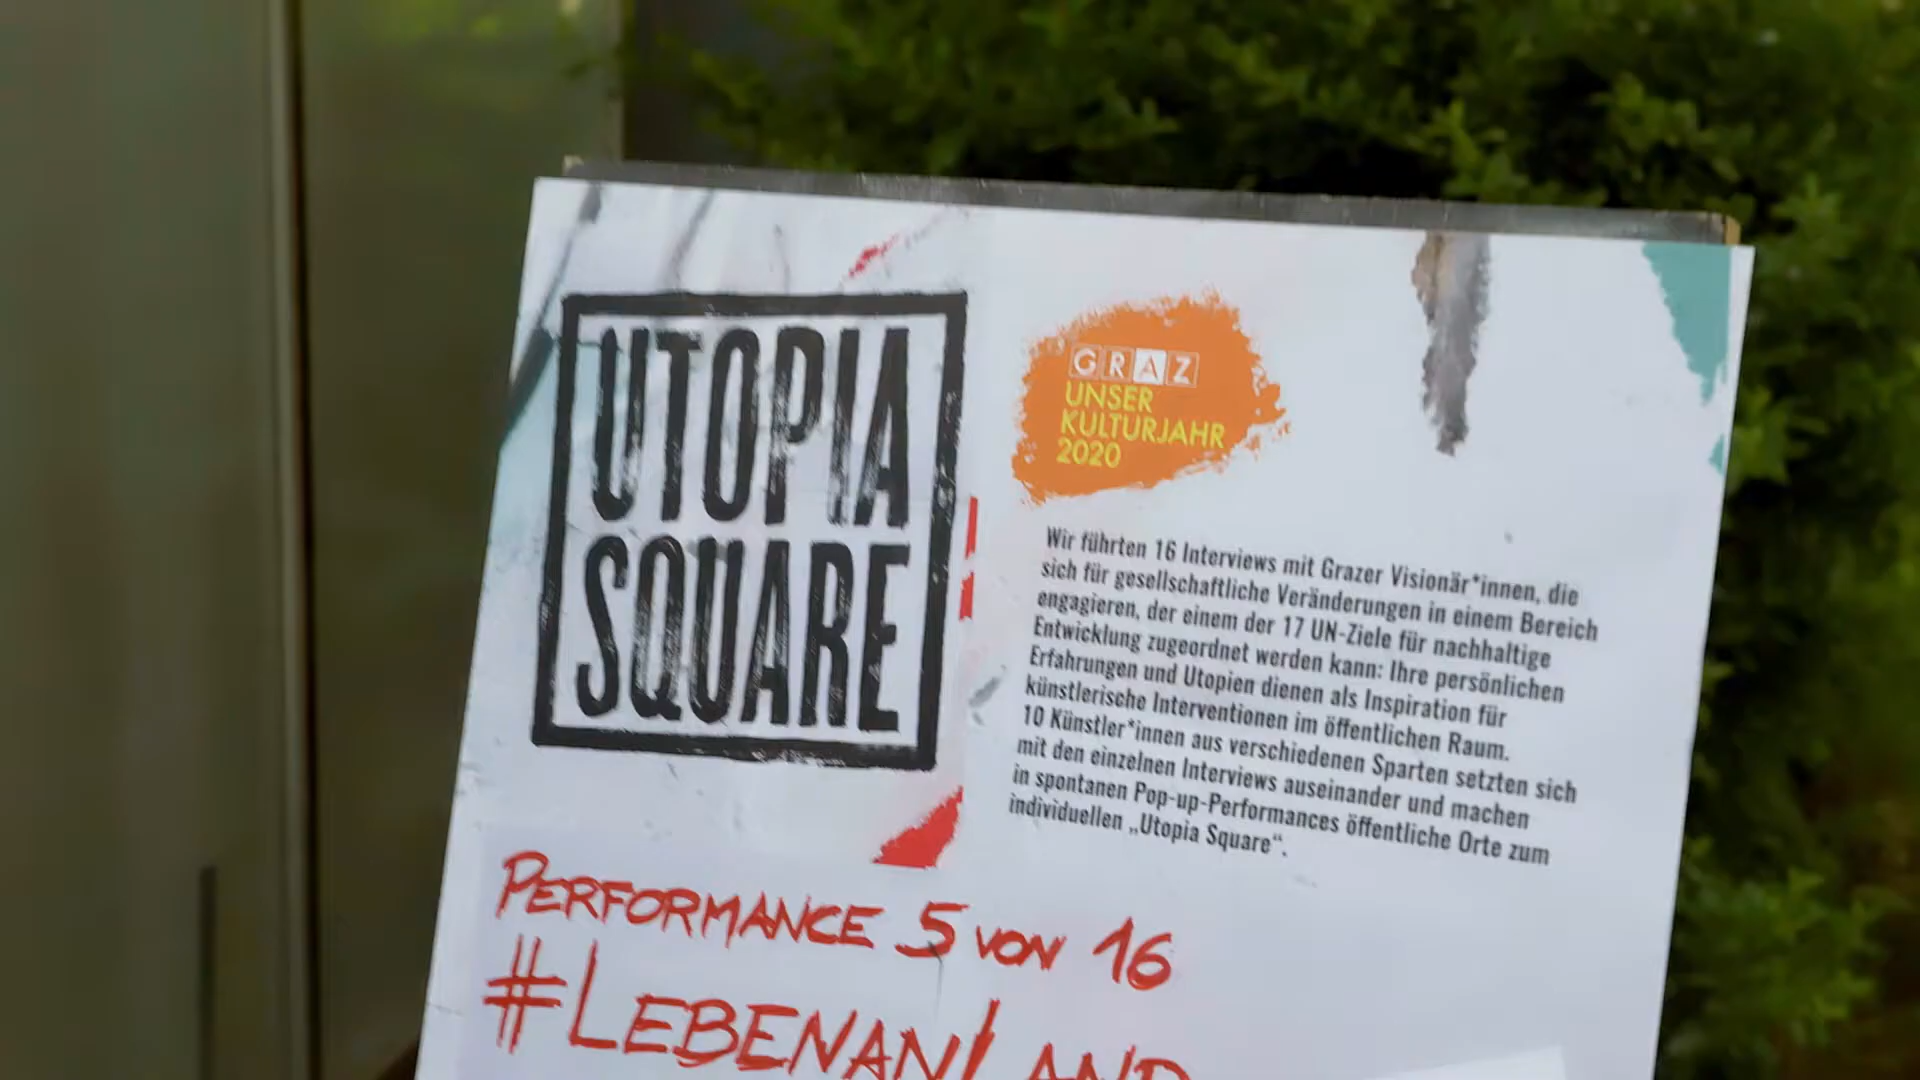 UTOPIA
SQUARE
GRAZ
UNSER
KULTURJAHR
2020
Wir führten 16 Interviews mit Grazer Visionär*innen, die
sich für gesellschaftliche Veränderungen in einem Bereich
engagieren, der einem der 17 UN-Ziele für nachhaltige
Entwicklung zugeordnet werden kann: Ihre persönlichen
Erfahrungen und Utopien dienen als Inspiration für
künstlerische Interventionen im öffentlichen Raum.
10 Künstler*innen aus verschiedenen Sparten setzten sich
mit den einzelnen Interviews auseinander und machen
in spontanen Pop-up-Performances öffentliche Orte zum
individuellen „Utopia Square“.
PERFORMANCE 5 VON 16
#LEBENANLAND